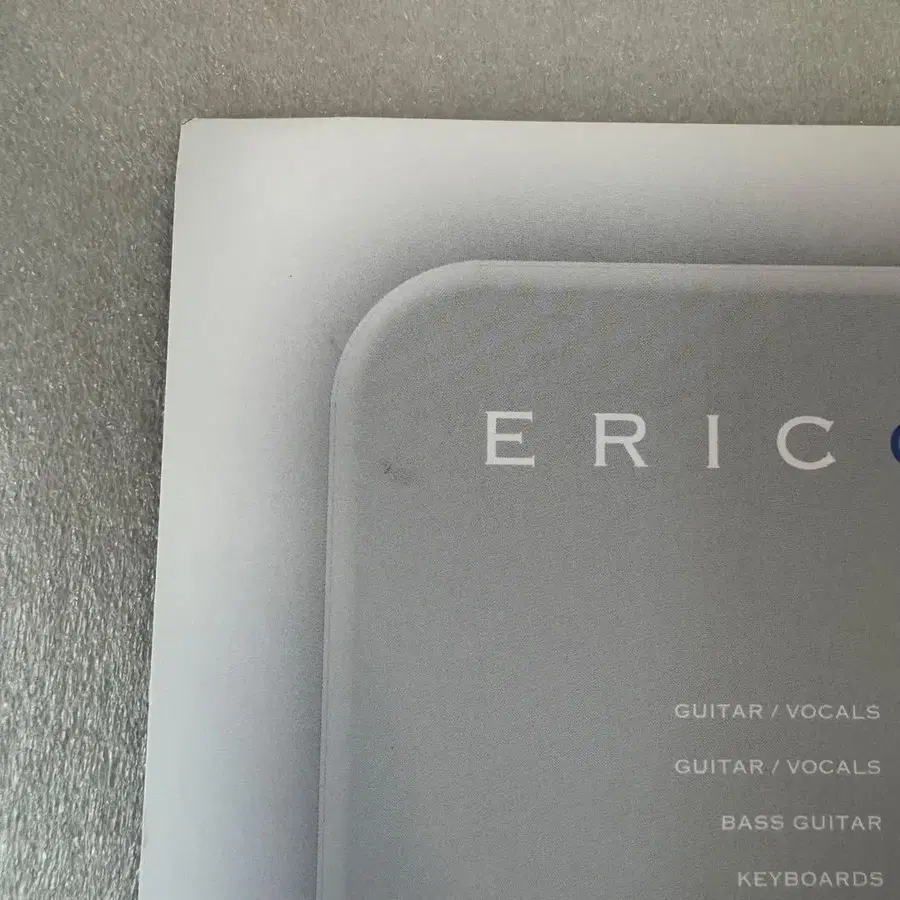 ERIC
GUITAR / VOCALS
GUITAR / VOCALS
BASS GUITAR
KEYBOARDS